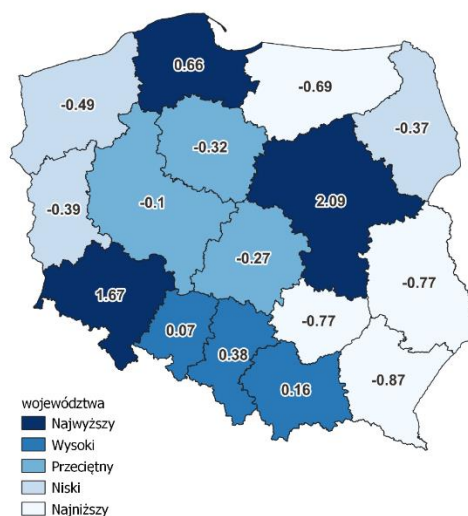 0.66
-0.49
-0.69
-0.37
-0.32
-0.39
-0.1
2.09
-0.27
1.67
-0.77
0.07
-0.77
0.38
0.16
-0.87
województwa
Najwyższy
Wysoki
Przeciętny
Niski
Najniższy